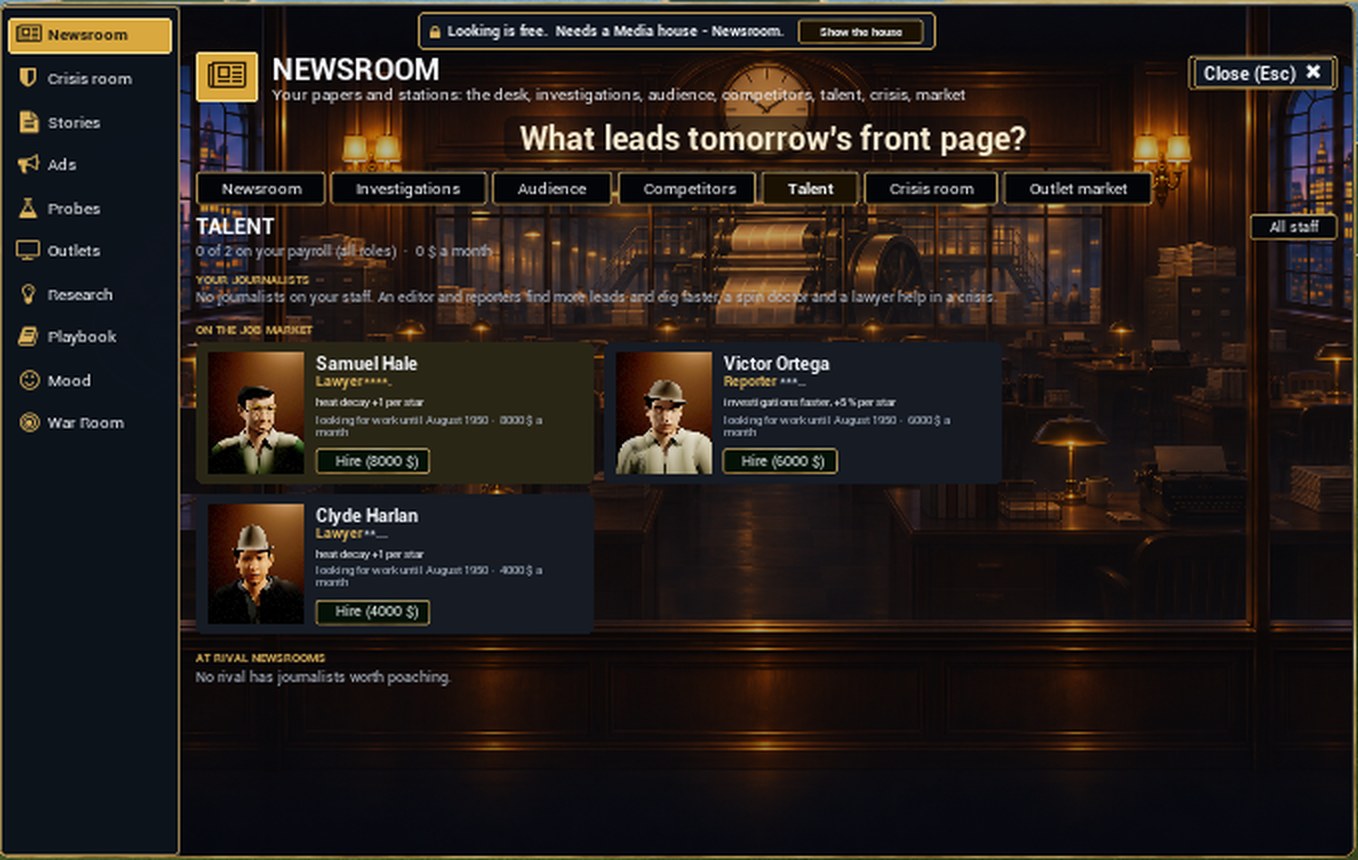 Newsroom
Crisis room
Stories
Ads
Probes
Outlets
Research
Playbook
Mood
War Room
Looking is free. Needs a Media house - Newsroom.
Show the house
NEWSROOM
Your papers and stations: the desk, investigations, audience, competitors, talent, crisis, market
Close (Esc) ✖
What leads tomorrow's front page?
Newsroom
Investigations
Audience
Competitors
Talent
Crisis room
Outlet market
TALENT
All staff
0 of 2 on your payroll (all roles) · 0 $ a month
YOUR JOURNALISTS
No journalists on your staff. An editor and reporters find more leads and dig faster, a spin doctor and a lawyer help in a crisis.
ON THE JOB MARKET
Samuel Hale
Lawyer ****.
heat decay +1 per star
looking for work until August 1950 · 8000 $ a
month
Hire (8000 $)
Victor Ortega
Reporter ***..
investigations faster, +5 % per star
looking for work until August 1950 · 6000 $ a
month
Hire (6000 $)
Clyde Harlan
Lawyer **...
heat decay +1 per star
looking for work until August 1950 · 4000 $ a
month
Hire (4000 $)
AT RIVAL NEWSROOMS
No rival has journalists worth poaching.